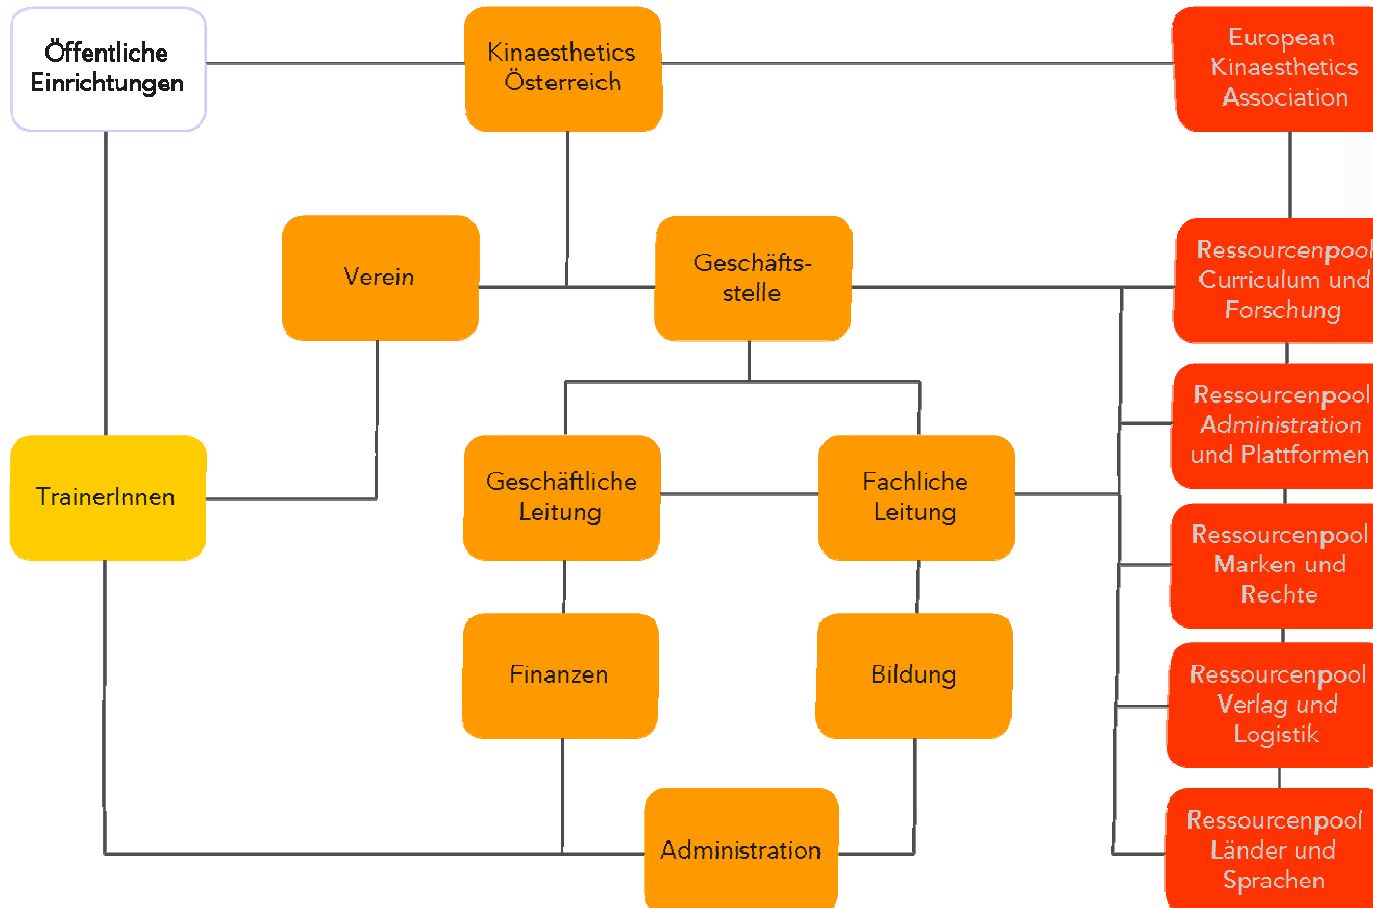 Öffentliche
Einrichtungen
Kinaesthetics
Österreich
European
Kinaesthetics
Association
Verein
Geschäfts-
stelle
Ressourcenpool
Curriculum und
Forschung
Ressourcenpool
Administration
und Plattformen
TrainerInnen
Geschäftliche
Leitung
Fachliche
Leitung
Ressourcenpool
Marken und
Rechte
Finanzen
Bildung
Ressourcenpool
Verlag und
Logistik
Administration
Ressourcenpool
Länder und
Sprachen